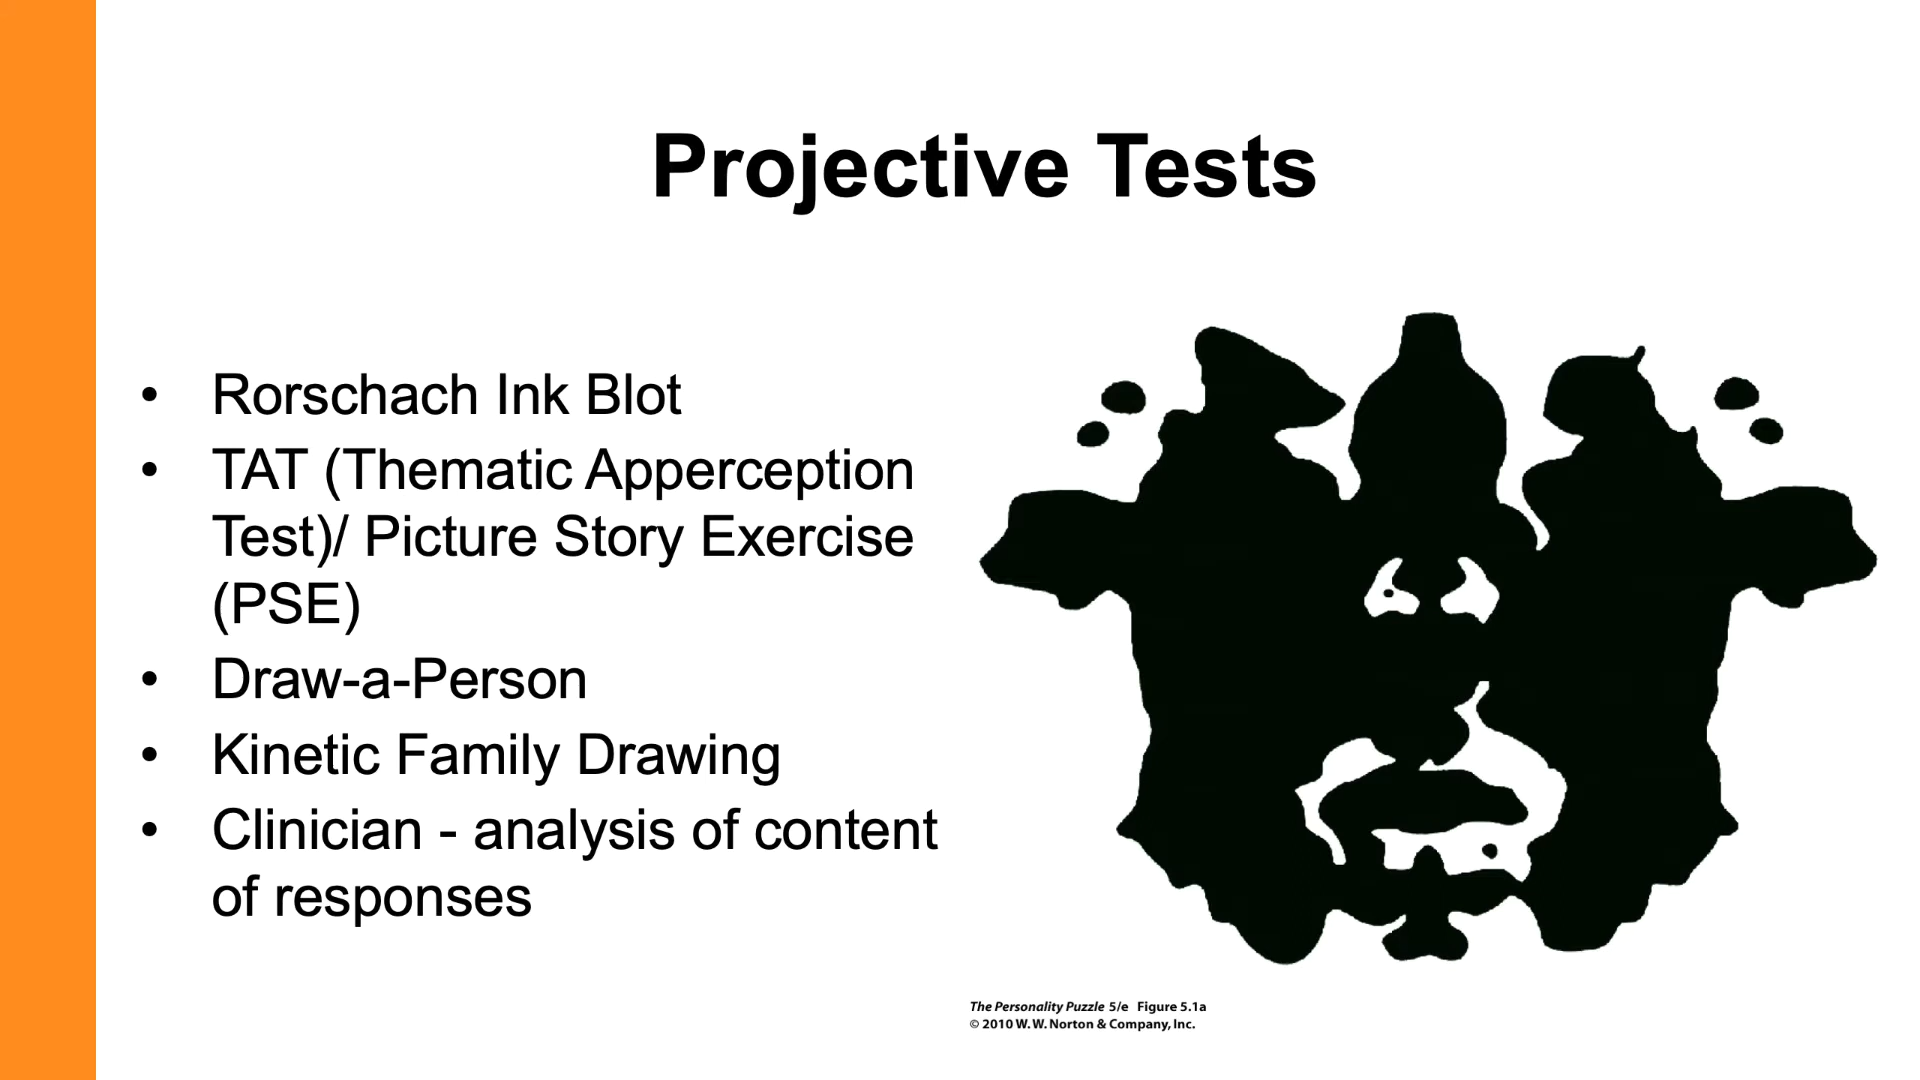 Projective Tests
• Rorschach Ink Blot
• TAT (Thematic Apperception
Test)/ Picture Story Exercise
(PSE)
• Draw-a-Person
• Kinetic Family Drawing
• Clinician - analysis of content
of responses
The Personality Puzzle 5/e Figure 5.1a
© 2010 W. W. Norton & Company, Inc.